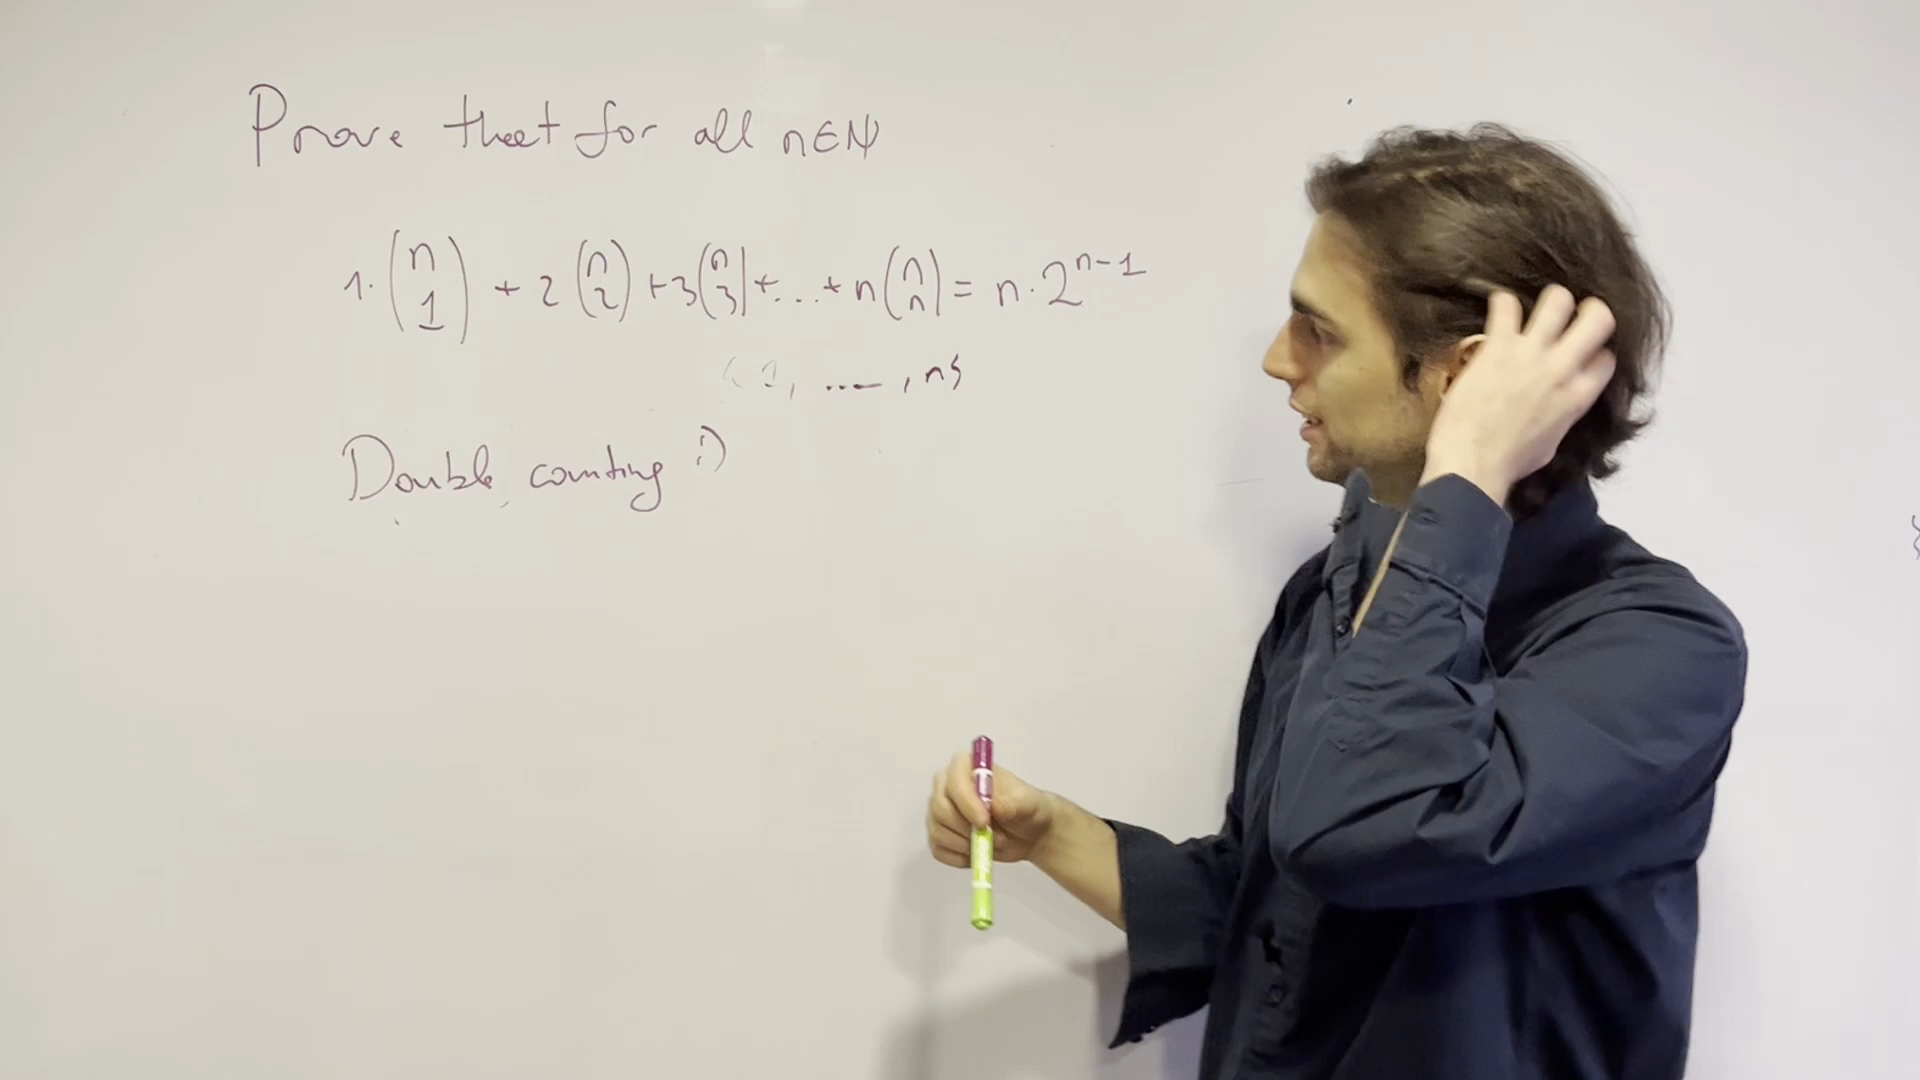 Prove that for all n∈ℕ
1·(n 1) + 2(n 2) + 3(n 3) + ... + n(n n) = n·2^{n-1}
{1, ..., n}
Double counting :)